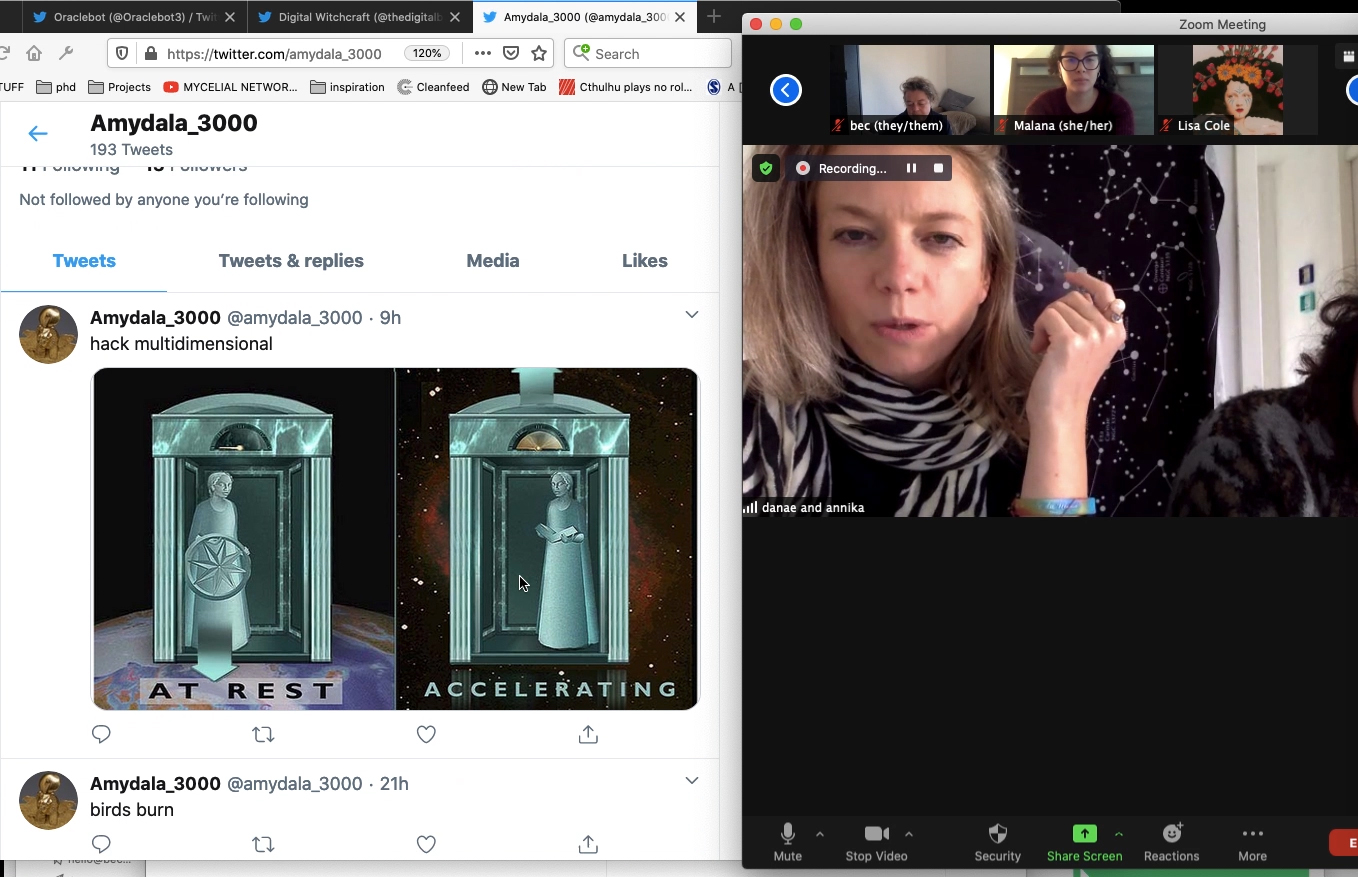 Oraclebot (@Oraclebot3) / Twit
Digital Witchcraft (@thedigitalb
Amydala_3000 (@amydala_300
https://twitter.com/amydala_3000
120%
Search
TUFF
phd
Projects
MYCELIAL NETWOR...
inspiration
Cleanfeed
New Tab
Cthulhu plays no rol...
A [
Amydala_3000
193 Tweets
11 Following
Followers
Not followed by anyone you're following
Tweets
Tweets & replies
Media
Likes
Amydala_3000 @amydala_3000 · 9h
hack multidimensional
AT REST
ACCELERATING
Amydala_3000 @amydala_3000 · 21h
birds burn
hello@bec...
Zoom Meeting
bec (they/them)
Malana (she/her)
Lisa Cole
Recording...
danae and annika
Mute
Stop Video
Security
Share Screen
Reactions
More
E